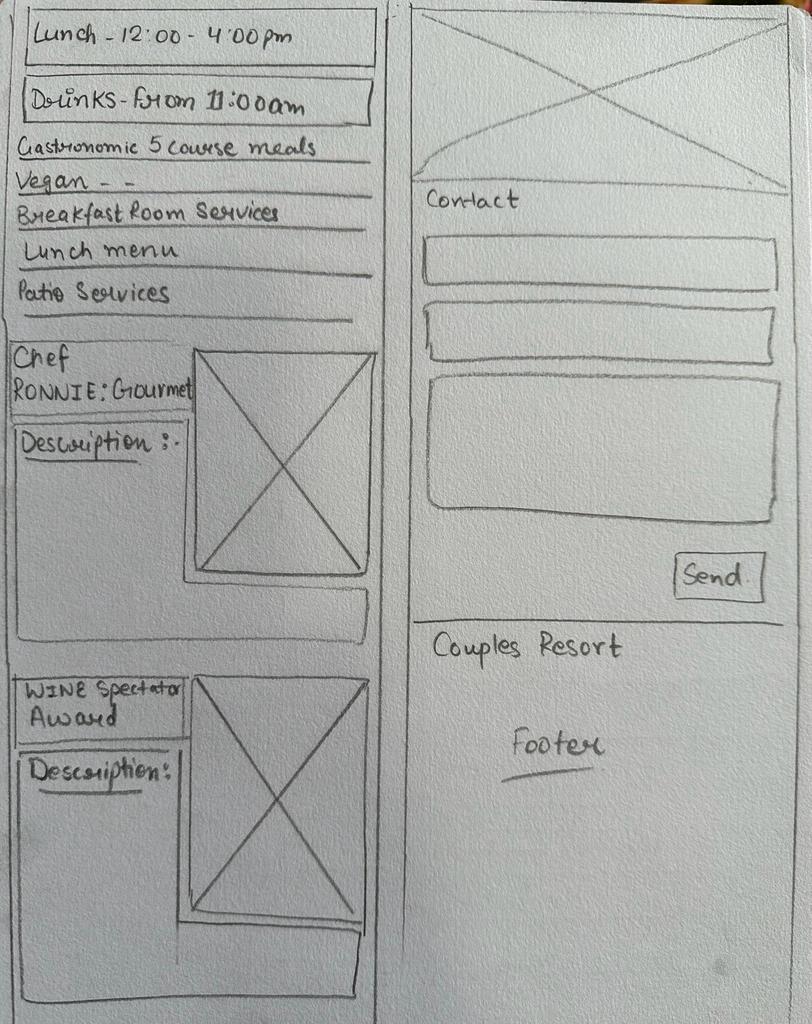 Lunch - 12:00 - 4:00pm
Drinks - From 11:00am
Gastronomic 5 course meals
Vegan - -
Breakfast Room Services
Lunch menu
Patio Services
Chef
RONNIE: Gourmet
Description :-
WINE Spectator
Award
Description:
Contact
Send
Couples Resort
Footer